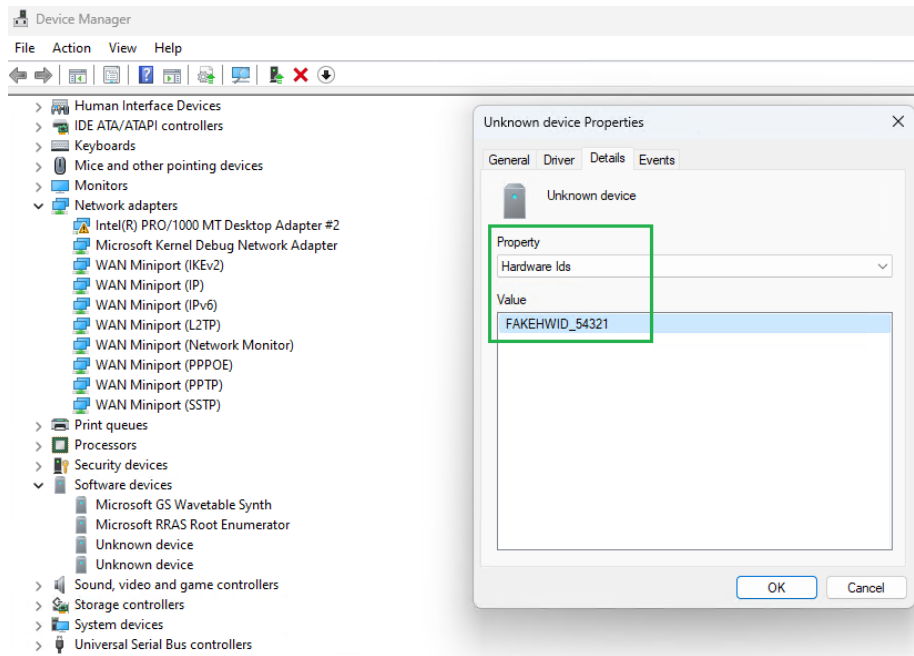 Device Manager
File Action View Help
Human Interface Devices
IDE ATA/ATAPI controllers
Keyboards
Mice and other pointing devices
Monitors
Network adapters
Intel(R) PRO/1000 MT Desktop Adapter #2
Microsoft Kernel Debug Network Adapter
WAN Miniport (IKEv2)
WAN Miniport (IP)
WAN Miniport (IPv6)
WAN Miniport (L2TP)
WAN Miniport (Network Monitor)
WAN Miniport (PPPOE)
WAN Miniport (PPTP)
WAN Miniport (SSTP)
Print queues
Processors
Security devices
Software devices
Microsoft GS Wavetable Synth
Microsoft RRAS Root Enumerator
Unknown device
Unknown device
Sound, video and game controllers
Storage controllers
System devices
Universal Serial Bus controllers
Unknown device Properties
General Driver Details Events
Unknown device
Property
Hardware Ids
Value
FAKEHWID_54321
OK Cancel